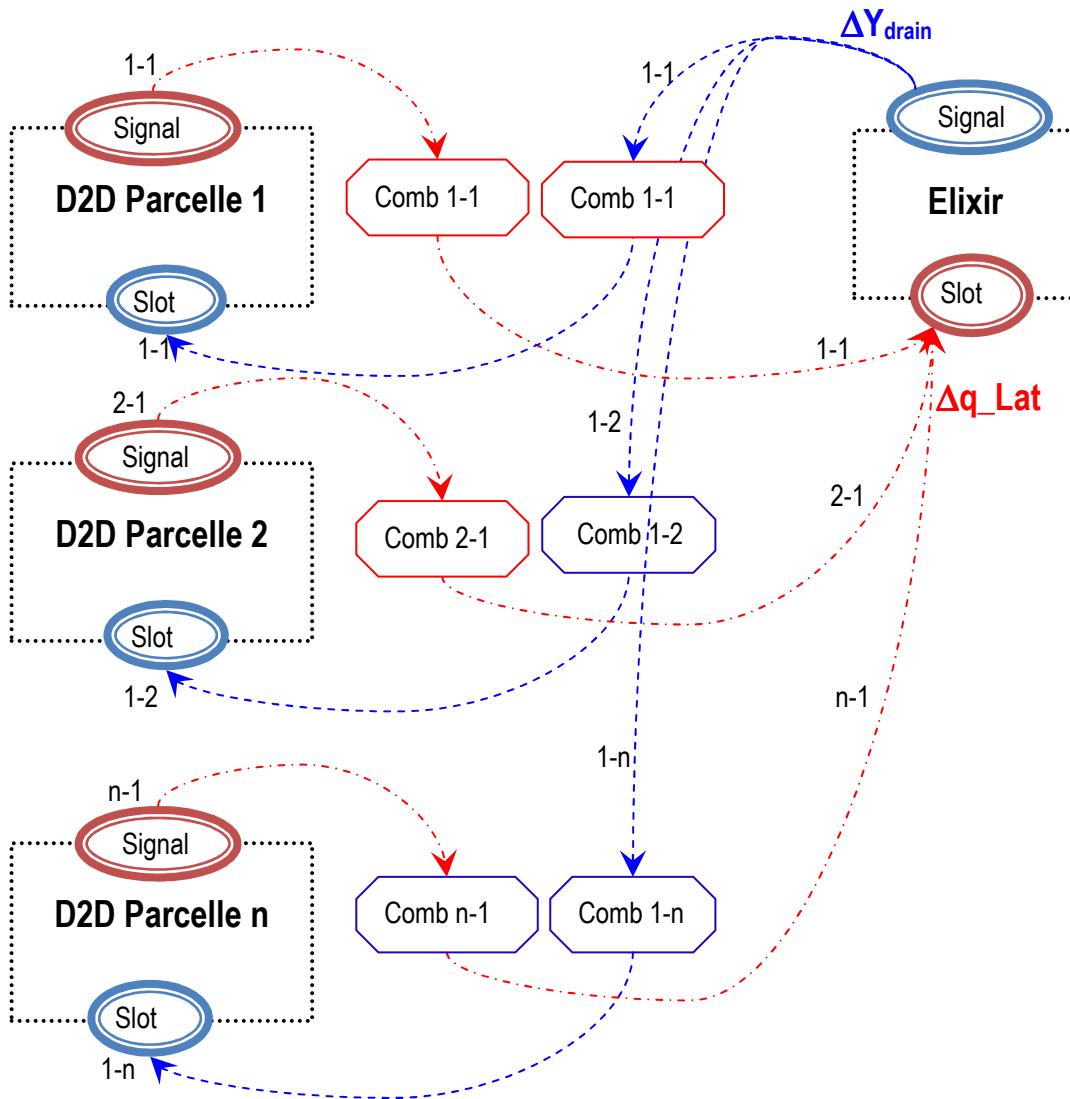 ΔY_drain
1-1
1-1
Signal
Signal
D2D Parcelle 1
Comb 1-1
Comb 1-1
Elixir
Slot
Slot
1-1
1-1
2-1
Δq_Lat
1-2
Signal
2-1
D2D Parcelle 2
Comb 2-1
Comb 1-2
Slot
1-2
n-1
1-n
n-1
Signal
D2D Parcelle n
Comb n-1
Comb 1-n
Slot
1-n